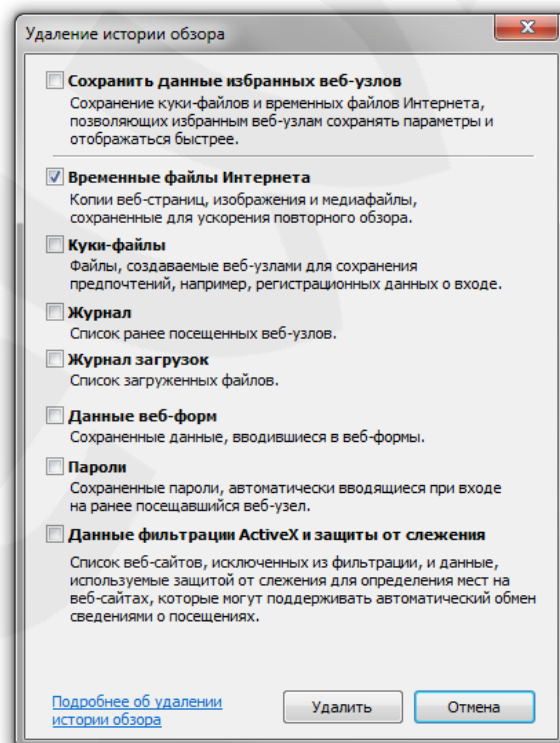 Удаление истории обзора
Сохранить данные избранных веб-узлов
Сохранение куки-файлов и временных файлов Интернета,
позволяющих избранным веб-узлам сохранять параметры и
отображаться быстрее.
Временные файлы Интернета
Копии веб-страниц, изображения и медиафайлы,
сохраненные для ускорения повторного обзора.
Куки-файлы
Файлы, создаваемые веб-узлами для сохранения
предпочтений, например, регистрационных данных о входе.
Журнал
Список ранее посещенных веб-узлов.
Журнал загрузок
Список загруженных файлов.
Данные веб-форм
Сохраненные данные, вводившиеся в веб-формы.
Пароли
Сохраненные пароли, автоматически вводящиеся при входе
на ранее посещавшийся веб-узел.
Данные фильтрации ActiveX и защиты от слежения
Список веб-сайтов, исключенных из фильтрации, и данные,
используемые защитой от слежения для определения мест на
веб-сайтах, которые могут поддерживать автоматический обмен
сведениями о посещениях.
Подробнее об удалении
истории обзора
Удалить
Отмена